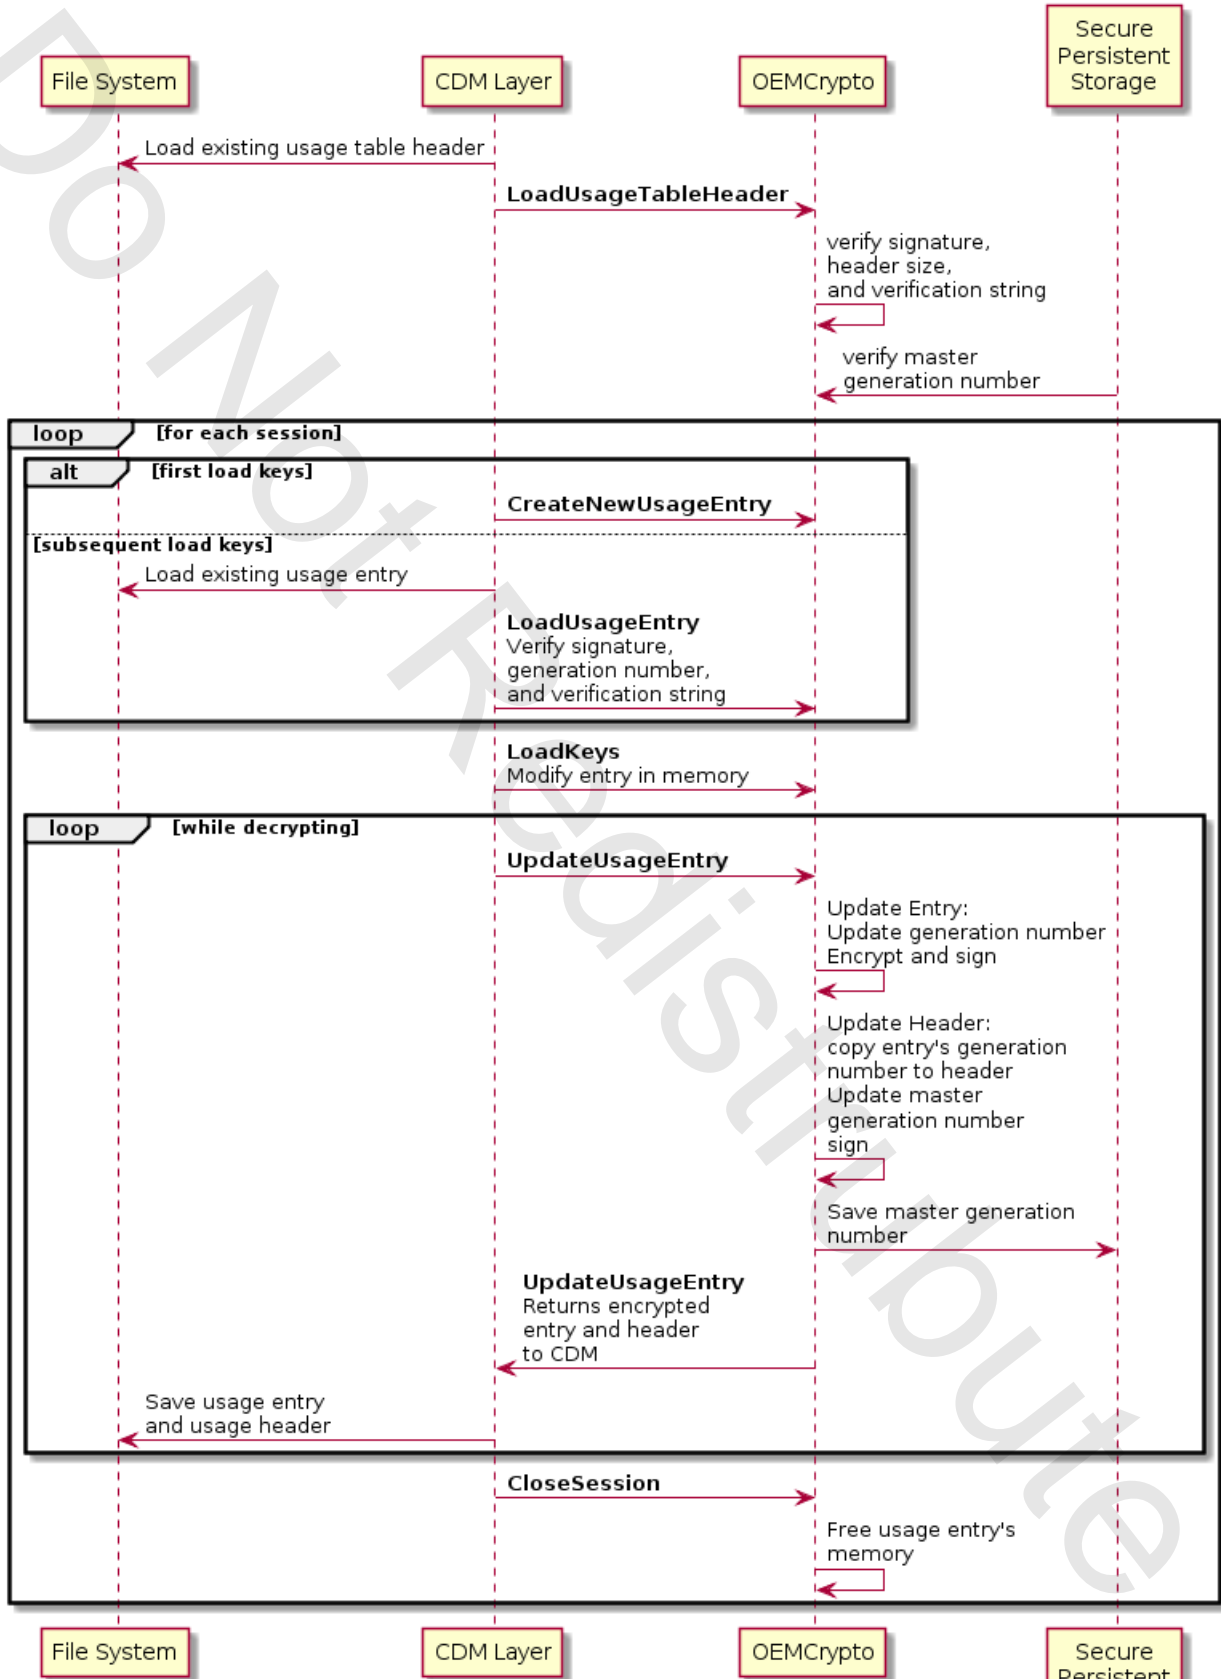 Secure
Persistent
Storage
File System
CDM Layer
OEMCrypto
Load existing usage table header
LoadUsageTableHeader
verify signature,
header size,
and verification string
verify master
generation number
loop [for each session]
alt [first load keys]
CreateNewUsageEntry
[subsequent load keys]
Load existing usage entry
LoadUsageEntry
Verify signature,
generation number,
and verification string
LoadKeys
Modify entry in memory
loop [while decrypting]
UpdateUsageEntry
Update Entry:
Update generation number
Encrypt and sign
Update Header:
copy entry's generation
number to header
Update master
generation number
sign
Save master generation
number
UpdateUsageEntry
Returns encrypted
entry and header
to CDM
Save usage entry
and usage header
CloseSession
Free usage entry's
memory
File System
CDM Layer
OEMCrypto
Secure
Persistent
Do Not Redistribute